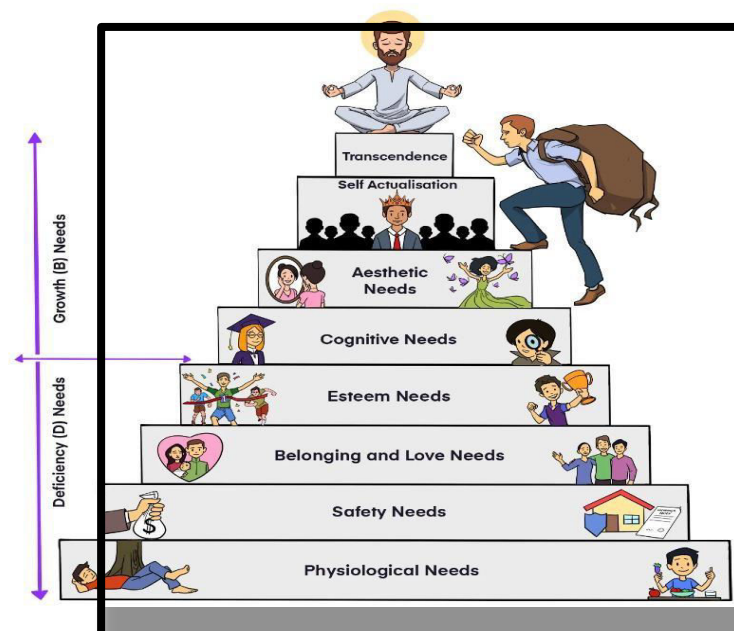 Transcendence
Self Actualisation
Aesthetic
Needs
Cognitive Needs
Esteem Needs
Belonging and Love Needs
Safety Needs
$
Physiological Needs
Growth (B) Needs
Deficiency (D) Needs